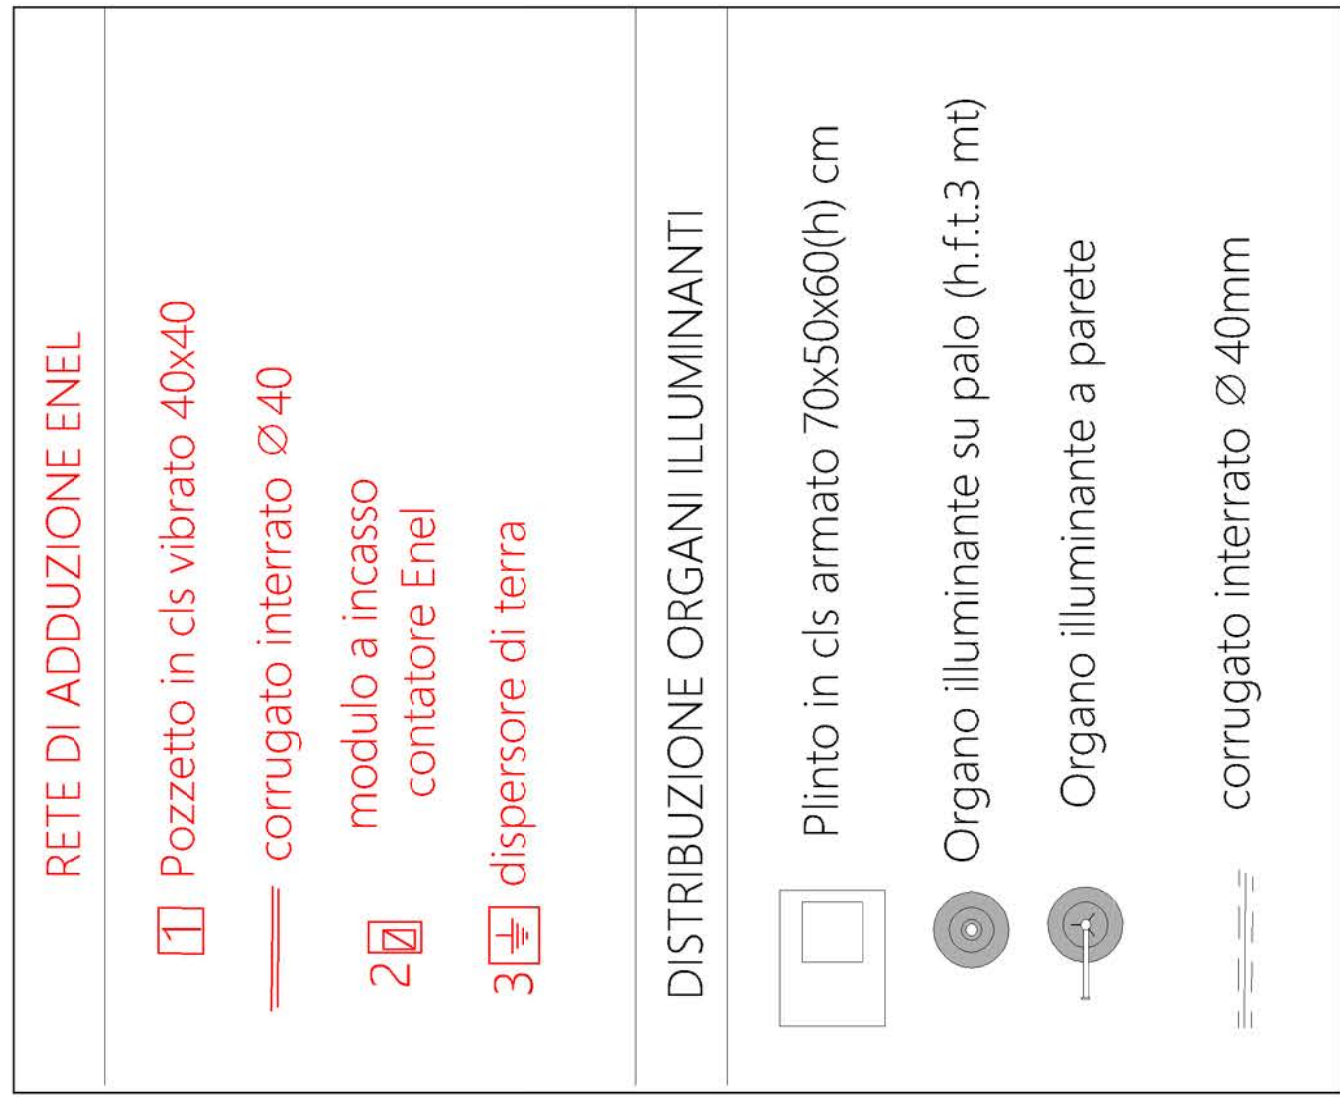 RETE DI ADDUZIONE ENEL
1 Pozzetto in cls vibrato 40x40
corrugato interrato ∅40
2 modulo a incasso
contatore Enel
3 dispersore di terra
DISTRIBUZIONE ORGANI ILLUMINANTI
Plinto in cls armato 70x50x60(h) cm
Organo illuminante su palo (h.f.t.3 mt)
Organo illuminante a parete
corrugato interrato ∅40mm